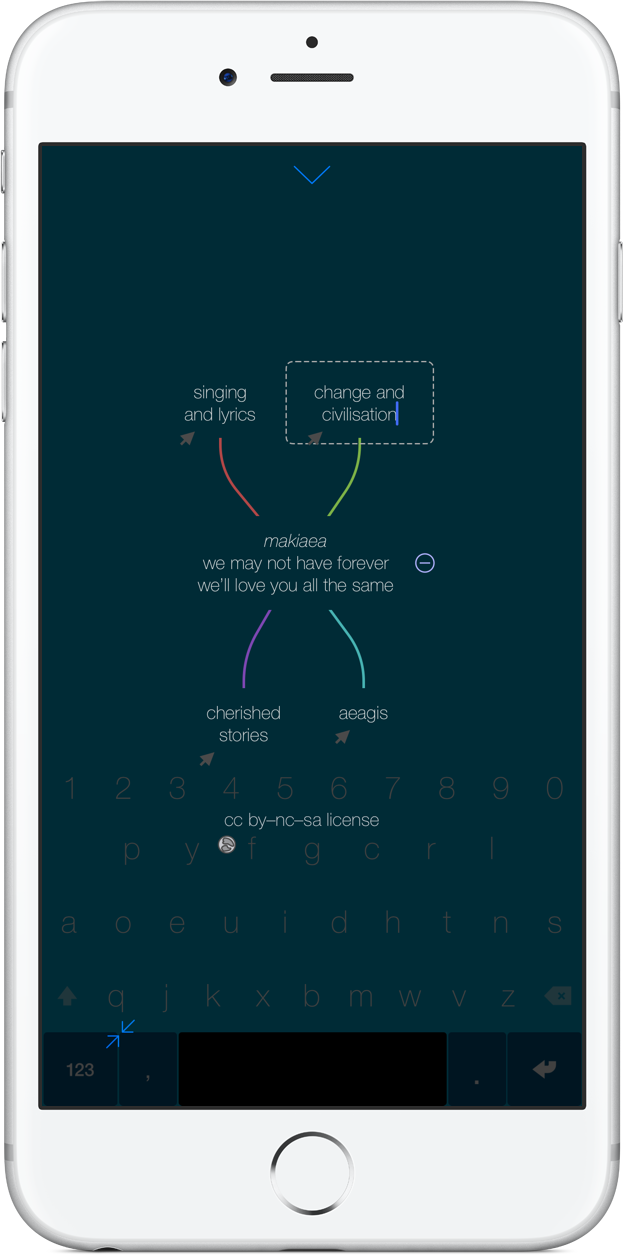 singing
and lyrics
change and
civilisation
makiaea
we may not have forever
we'll love you all the same
cherished
stories
aeagis
1 2 3 4 5 6 7 8 9 0
cc by–nc–sa license
p y f g c r l
a o e u i d h t n s
q j k x b m w v z
123 , .